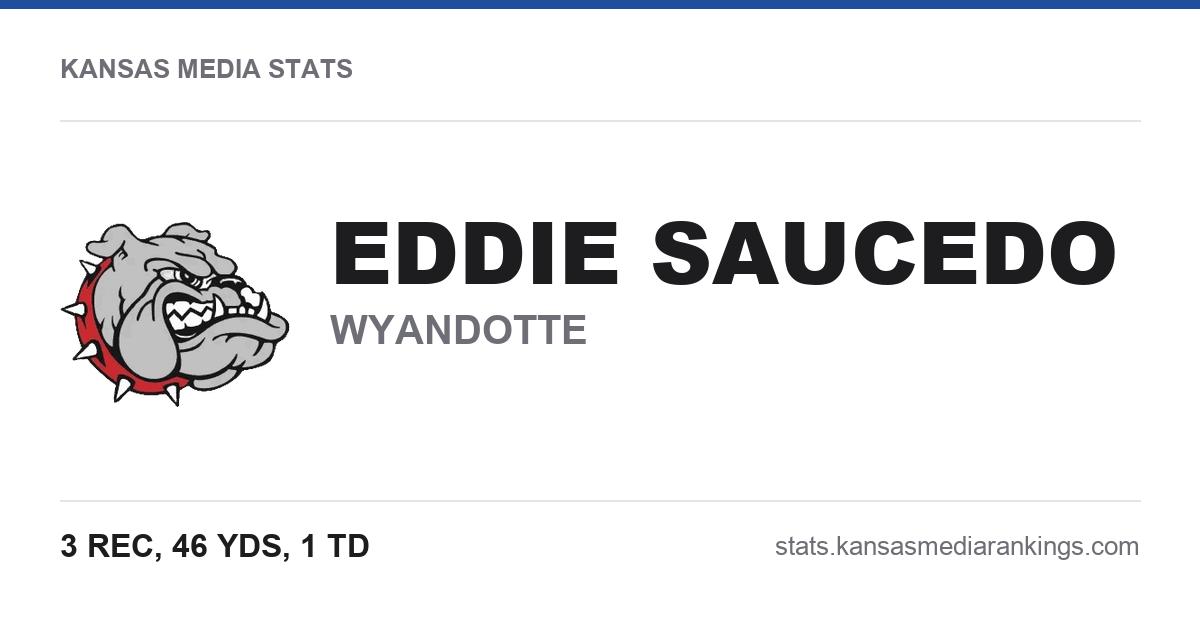 KANSAS MEDIA STATS
EDDIE SAUCEDO
WYANDOTTE
3 REC, 46 YDS, 1 TD
stats.kansasmediarankings.com